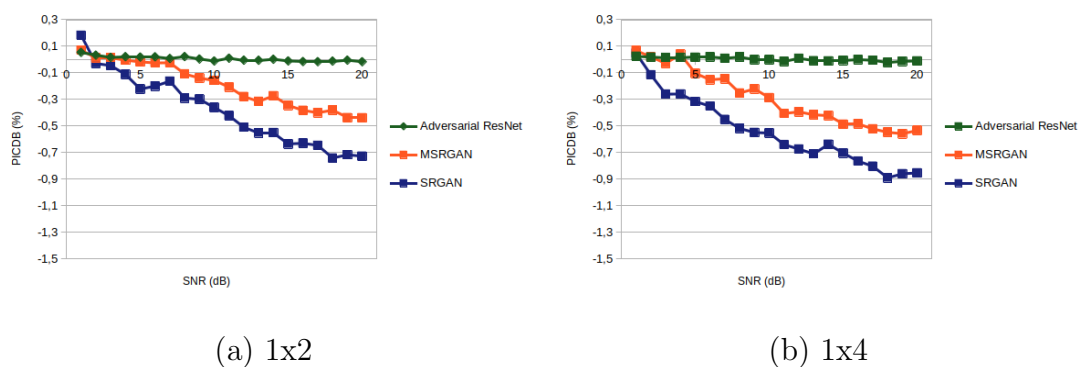 0,3
0,1
-0,1
-0,3
-0,5
-0,7
-0,9
-1,1
-1,3
-1,5
0
5
10
15
20
PICDB (%)
SNR (dB)
Adversarial ResNet
MSRGAN
SRGAN
(a) 1x2
0,3
0,1
-0,1
-0,3
-0,5
-0,7
-0,9
-1,1
-1,3
-1,5
0
5
10
15
20
PICDB (%)
SNR (dB)
Adversarial ResNet
MSRGAN
SRGAN
(b) 1x4